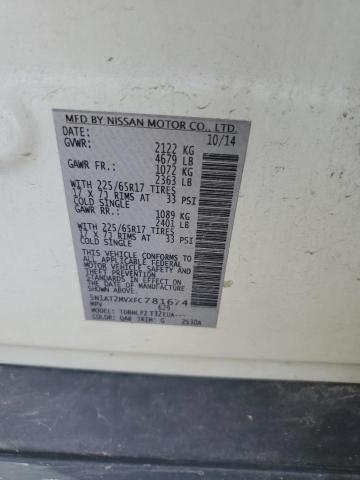 MFD BY NISSAN MOTOR CO., LTD.
DATE: 10/14
GVWR: 2122 KG
4679 LB
GAWR FR.: 1072 KG
2363 LB
WITH 225/65R17 TIRES
17 X 7J RIMS AT 33 PSI
COLD SINGLE
GAWR RR.: 1089 KG
2401 LB
WITH 225/65R17 TIRES
17 X 7J RIMS AT 33 PSI
COLD SINGLE
THIS VEHICLE CONFORMS TO
ALL APPLICABLE FEDERAL
MOTOR VEHICLE SAFETY
AND THEFT PREVENTION
STANDARDS IN EFFECT ON
THE DATE OF MANUFACTURE
SHOWN ABOVE.
5N1AT2MVXFC781674
MPV 629
MODEL:
COLOR: QAB TRIM: G 2530A